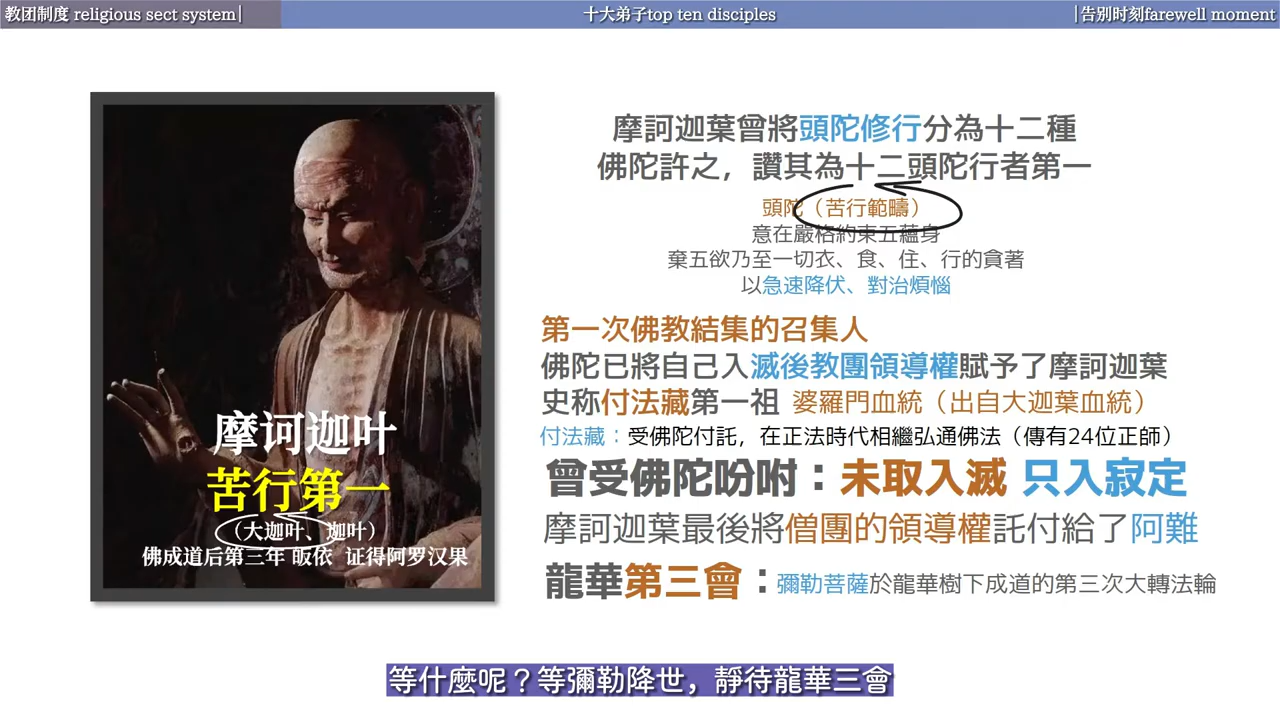 教团制度 religious sect system|
十大弟子top ten disciples
|告别时刻farewell moment
摩诃迦叶
苦行第一
（大迦叶、迦叶）
佛成道后第三年 皈依 证得阿罗汉果
摩訶迦葉曾將頭陀修行分為十二種
佛陀許之，讚其為十二頭陀行者第一
頭陀（苦行範疇）
意在嚴格約束五蘊身
棄五欲乃至一切衣、食、住、行的貪著
以急速降伏、對治煩惱
第一次佛教結集的召集人
佛陀已將自己入滅後教團領導權賦予了摩訶迦葉
史称付法藏第一祖 婆羅門血統（出自大迦葉血統）
付法藏：受佛陀付託，在正法時代相繼弘通佛法（傳有24位正師）
曾受佛陀吩咐：未取入滅 只入寂定
摩訶迦葉最後將僧團的領導權託付給了阿難
龍華第三會：彌勒菩薩於龍華樹下成道的第三次大轉法輪
等什麼呢？等彌勒降世，靜待龍華三會